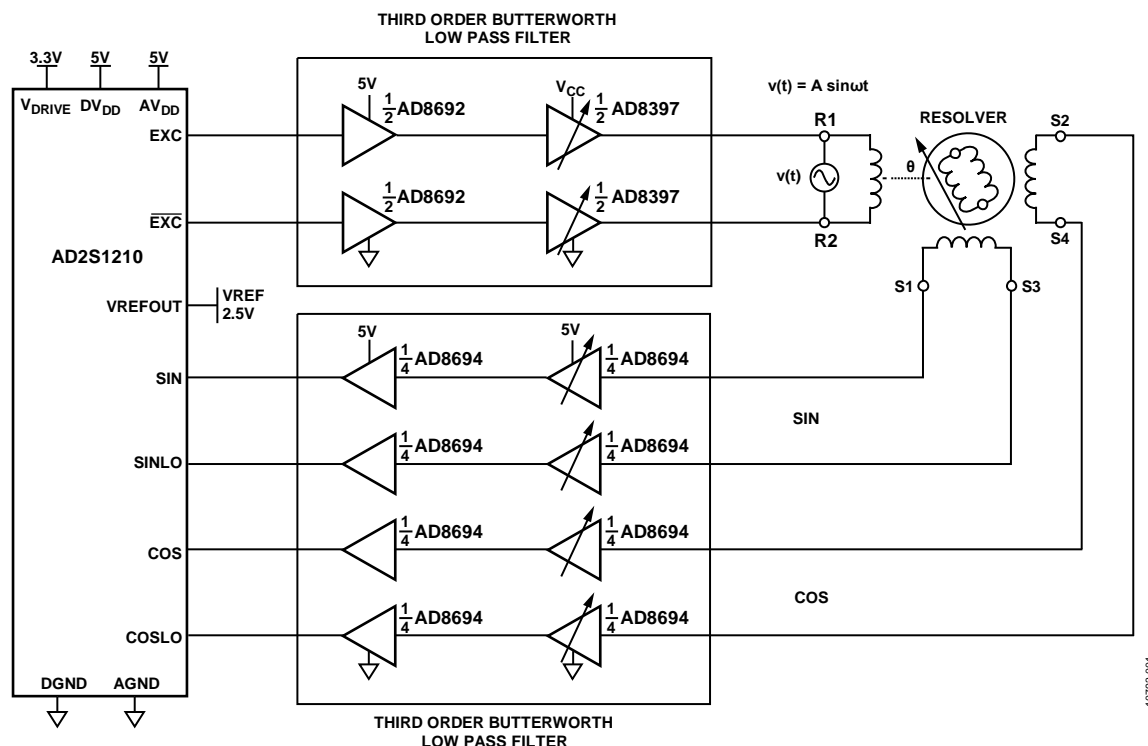 THIRD ORDER BUTTERWORTH
LOW PASS FILTER
3.3V 5V 5V
VDRIVE DVDD AVDD
EXC
EXC
AD2S1210
VREFOUT
VREF
2.5V
SIN
SINLO
COS
COSLO
DGND AGND
5V
1/2 AD8692
VCC
1/2 AD8397
1/2 AD8692
1/2 AD8397
v(t) = A sinωt
R1
v(t)
R2
θ
RESOLVER
S2
S4
S1
S3
5V
1/4 AD8694
5V
1/4 AD8694
SIN
1/4 AD8694
1/4 AD8694
1/4 AD8694
1/4 AD8694
COS
1/4 AD8694
1/4 AD8694
THIRD ORDER BUTTERWORTH
LOW PASS FILTER